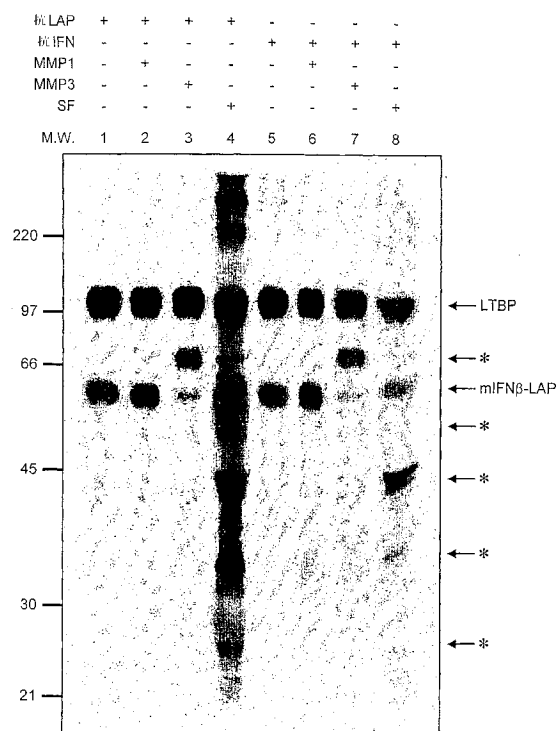 抗LAP + + + + - - - -
抗IFN - - - - + + + +
MMP1 - + - - - + - -
MMP3 - - + - - - + -
SF - - - + - - - +
M.W. 1 2 3 4 5 6 7 8
220
97 ← LTBP
66 ← *
← mIFNβ-LAP
← *
45 ← *
← *
30
← *
21